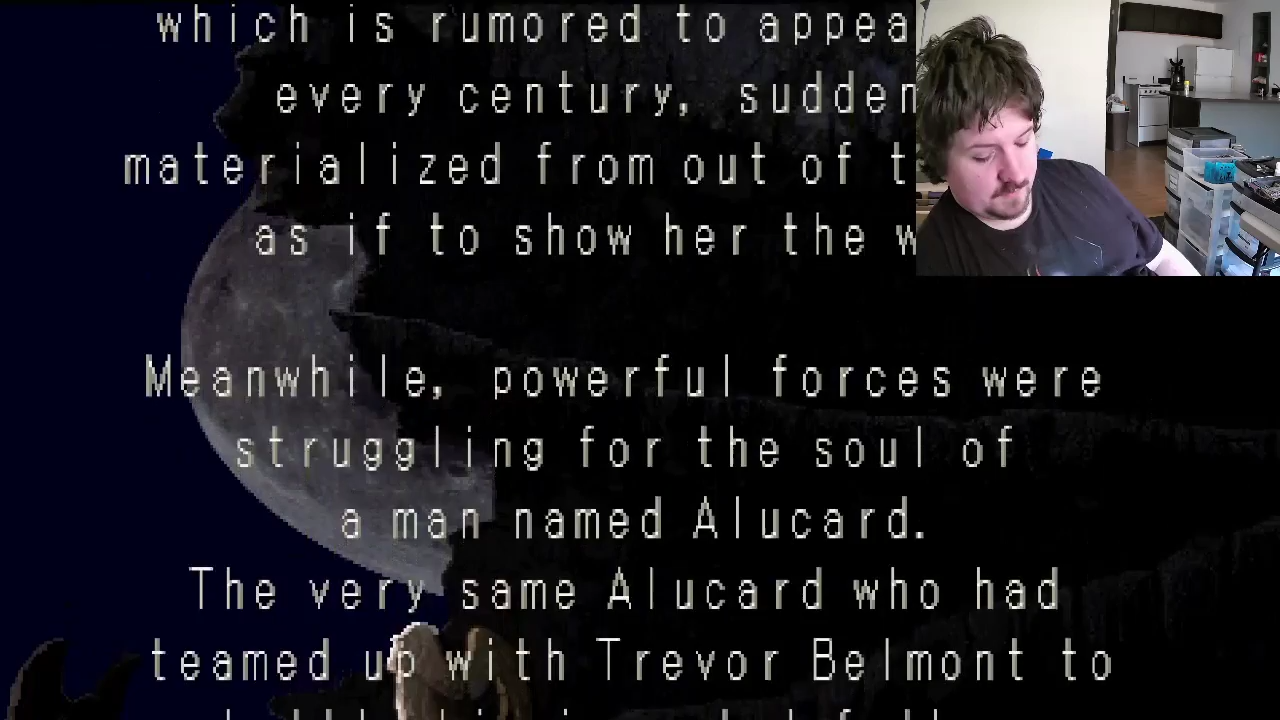 which is rumored to appea
every century, sudden
materialized from out of t
as if to show her the w
Meanwhile, powerful forces were
struggling for the soul of
a man named Alucard.
The very same Alucard who had
teamed up with Trevor Belmont to